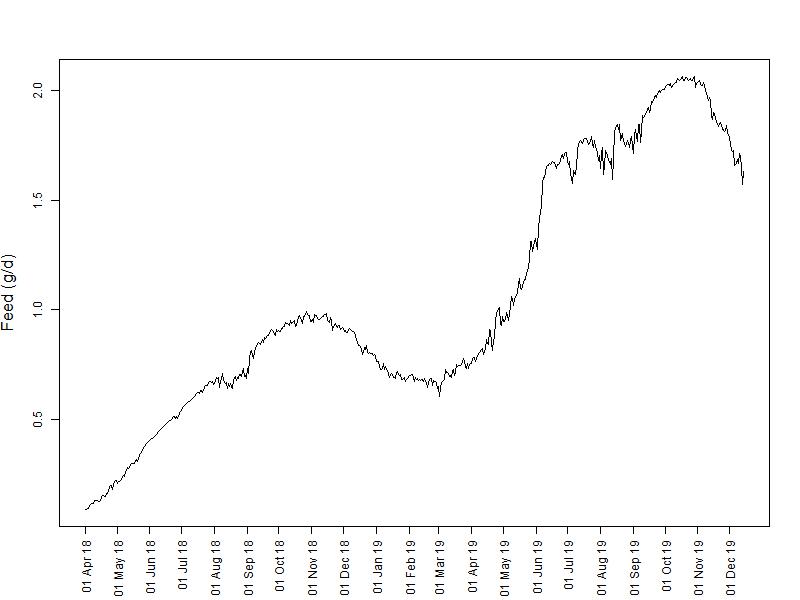 Feed (g/d)
2.0
1.5
1.0
0.5
01 Apr 18
01 May 18
01 Jun 18
01 Jul 18
01 Aug 18
01 Sep 18
01 Oct 18
01 Nov 18
01 Dec 18
01 Jan 19
01 Feb 19
01 Mar 19
01 Apr 19
01 May 19
01 Jun 19
01 Jul 19
01 Aug 19
01 Sep 19
01 Oct 19
01 Nov 19
01 Dec 19